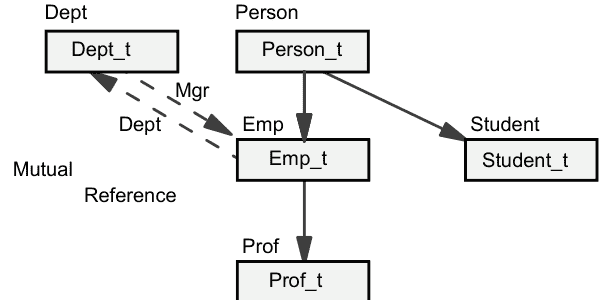 Dept
Person
Dept_t
Person_t
Mgr
Dept
Emp
Student
Emp_t
Student_t
Mutual
Reference
Prof
Prof_t